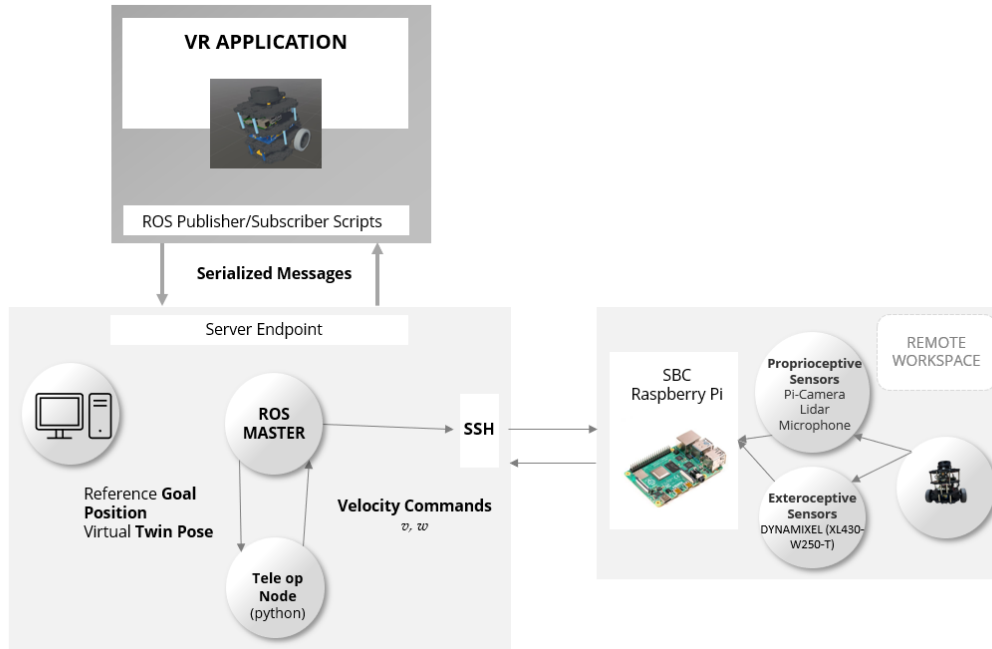 VR APPLICATION
ROS Publisher/Subscriber Scripts
Serialized Messages
Server Endpoint
ROS
MASTER
SSH
Reference Goal
Position
Virtual Twin Pose
Velocity Commands
v, w
Tele op
Node
(python)
SBC
Raspberry Pi
Proprioceptive
Sensors
Pi-Camera
Lidar
Microphone
REMOTE
WORKSPACE
Exteroceptive
Sensors
DYNAMIXEL (XL430-
W250-T)